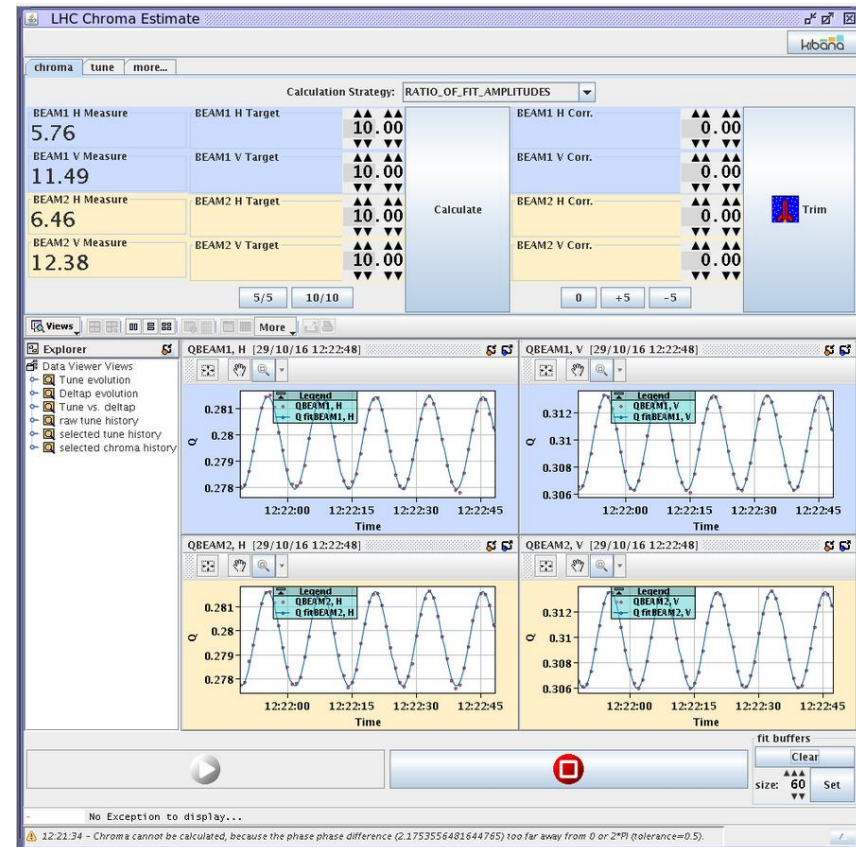 LHC Chroma Estimate
kibana
chroma tune more...
Calculation Strategy: RATIO_OF_FIT_AMPLITUDES
BEAM1 H Measure
5.76
BEAM1 H Target
10.00
BEAM1 V Measure
11.49
BEAM1 V Target
10.00
BEAM2 H Measure
6.46
BEAM2 H Target
10.00
BEAM2 V Measure
12.38
BEAM2 V Target
10.00
5/5 10/10
Calculate
BEAM1 H Corr.
0.00
BEAM1 V Corr.
0.00
BEAM2 H Corr.
0.00
BEAM2 V Corr.
0.00
0 +5 -5
Trim
Views More
Explorer
Data Viewer Views
Tune evolution
Deltap evolution
Tune vs. deltap
raw tune history
selected tune history
selected chroma history
QBEAM1, H [29/10/16 12:22:48]
Legend
QBEAM1, H
Q fitBEAM1, H
Q
0.281
0.28
0.279
0.278
12:22:00 12:22:15 12:22:30 12:22:45
Time
QBEAM1, V [29/10/16 12:22:48]
Legend
QBEAM1, V
Q fitBEAM1, V
Q
0.312
0.31
0.308
0.306
12:22:00 12:22:15 12:22:30 12:22:45
Time
QBEAM2, H [29/10/16 12:22:48]
Legend
QBEAM2, H
Q fitBEAM2, H
Q
0.281
0.28
0.279
0.278
12:22:00 12:22:15 12:22:30 12:22:45
Time
QBEAM2, V [29/10/16 12:22:48]
Legend
QBEAM2, V
Q fitBEAM2, V
Q
0.312
0.31
0.308
0.306
12:22:00 12:22:15 12:22:30 12:22:45
Time
fit buffers
Clear
size: 60 Set
- No Exception to display...
12:21:34 - Chroma cannot be calculated, because the phase phase difference (2.1753556481644765) too far away from 0 or 2*PI (tolerance=0.5).